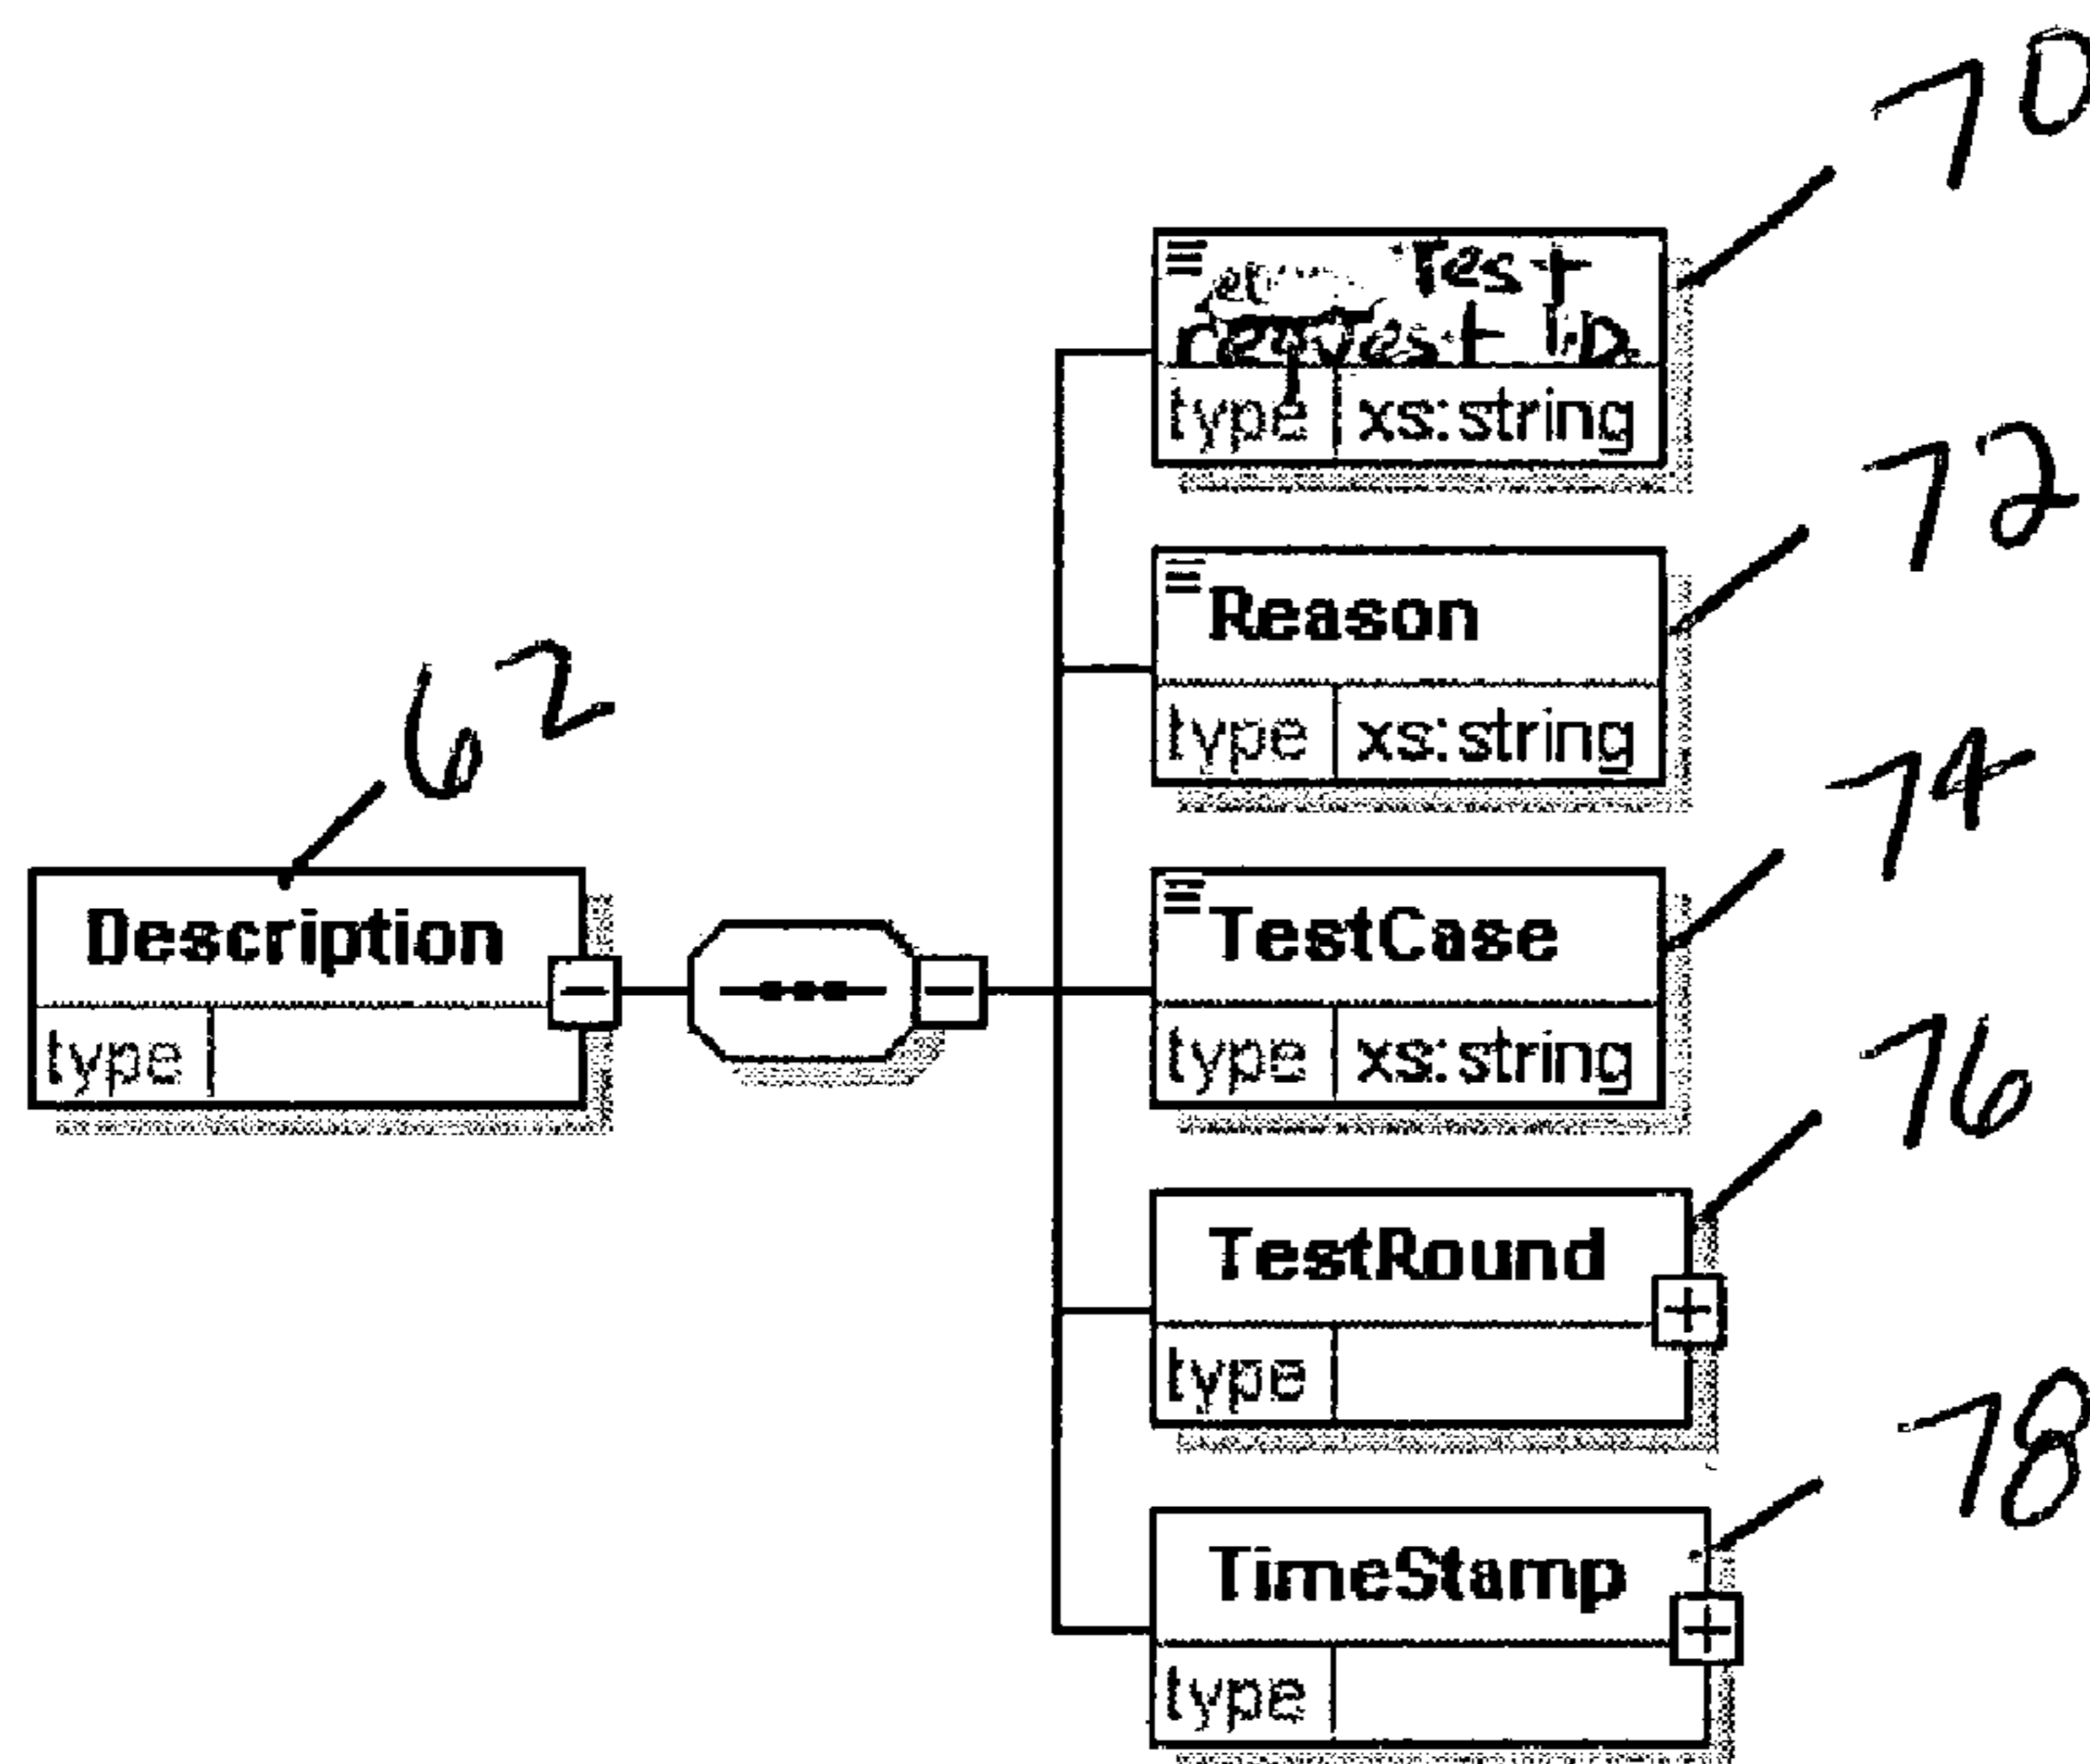 70
Test
request I.D.
type xs:string
72
Reason
type xs:string
62
74
Description
type
TestCase
type xs:string
76
TestRound
type
78
TimeStamp
type